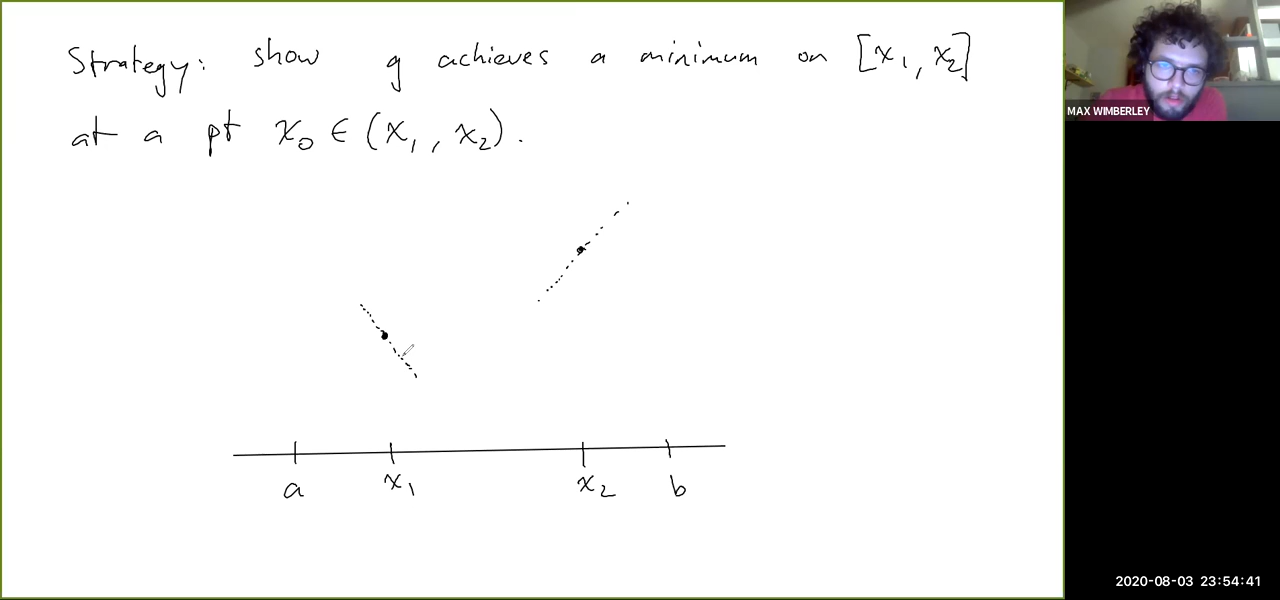 Strategy: show g achieves a minimum on [x₁, x₂]
at a pt x₀ ∈ (x₁, x₂).
a x₁ x₂ b
MAX WIMBERLEY
2020-08-03 23:54:41